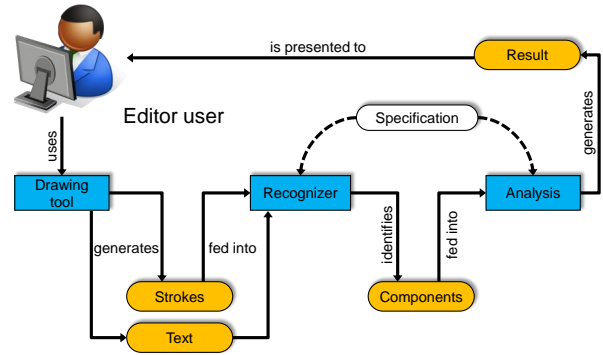 is presented to
Result
Editor user
Specification
generates
uses
Drawing
tool
Recognizer
Analysis
generates
fed into
identifies
fed into
Strokes
Components
Text